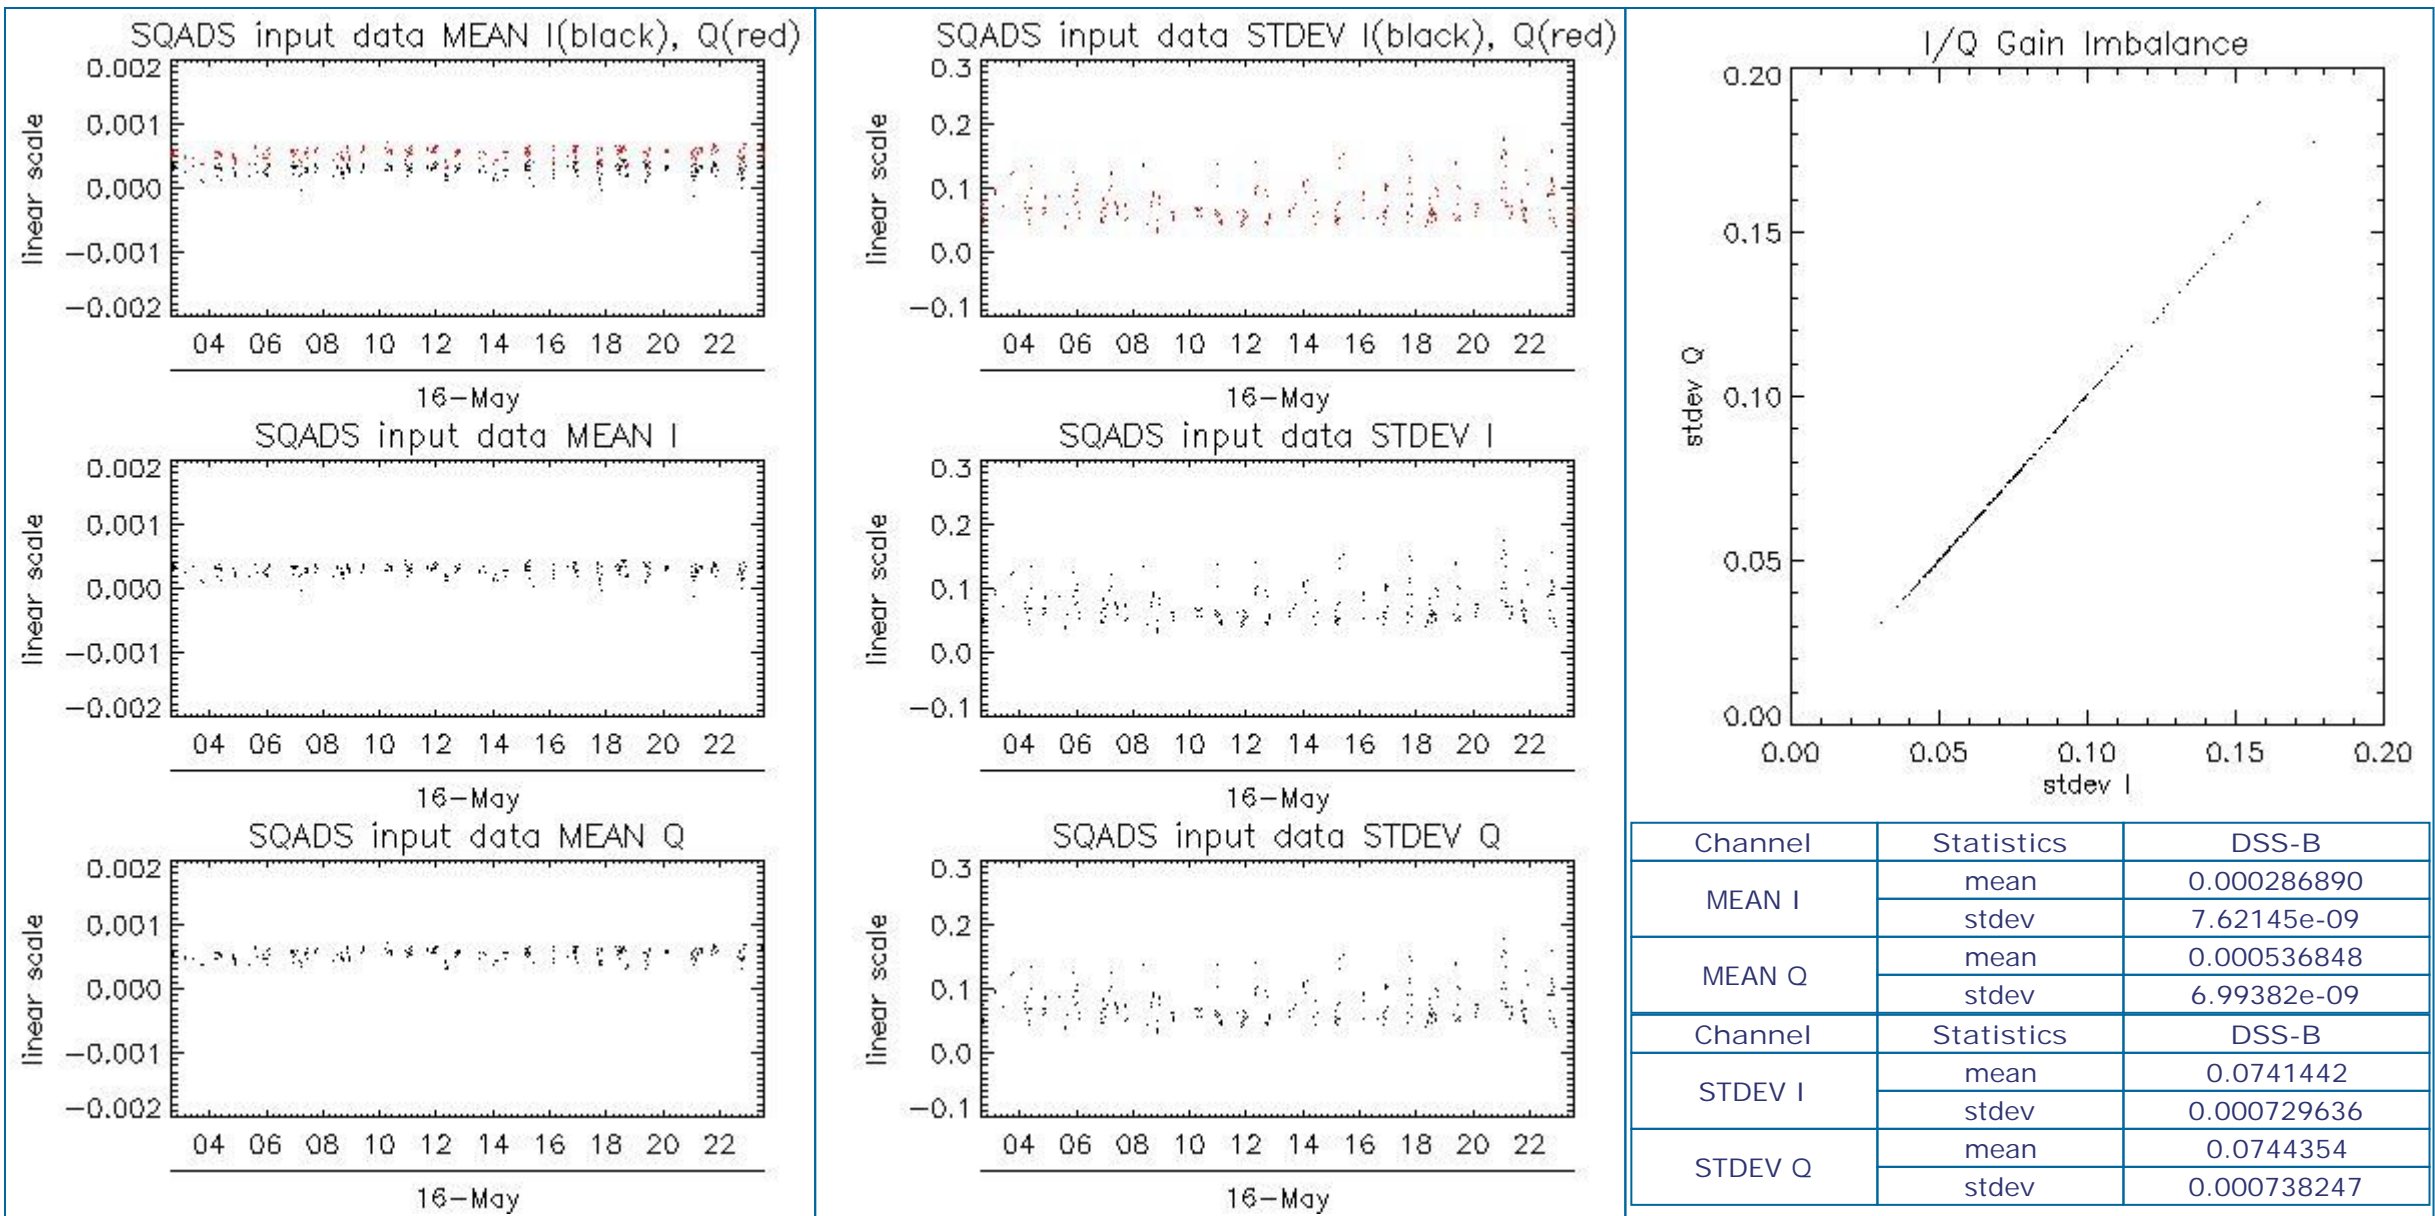 SQADS input data MEAN I(black), Q(red)
0.002
0.001
0.000
−0.001
−0.002
linear scale
04 06 08 10 12 14 16 18 20 22
16−May
SQADS input data MEAN I
0.002
0.001
0.000
−0.001
−0.002
linear scale
04 06 08 10 12 14 16 18 20 22
16−May
SQADS input data MEAN Q
0.002
0.001
0.000
−0.001
−0.002
linear scale
04 06 08 10 12 14 16 18 20 22
16−May
SQADS input data STDEV I(black), Q(red)
0.3
0.2
0.1
0.0
−0.1
linear scale
04 06 08 10 12 14 16 18 20 22
16−May
SQADS input data STDEV I
0.3
0.2
0.1
0.0
−0.1
linear scale
04 06 08 10 12 14 16 18 20 22
16−May
SQADS input data STDEV Q
0.3
0.2
0.1
0.0
−0.1
linear scale
04 06 08 10 12 14 16 18 20 22
16−May
I/Q Gain Imbalance
0.20
0.15
0.10
0.05
0.00
stdev Q
0.00 0.05 0.10 0.15 0.20
stdev I
Channel Statistics DSS-B
MEAN I mean 0.000286890
stdev 7.62145e-09
MEAN Q mean 0.000536848
stdev 6.99382e-09
Channel Statistics DSS-B
STDEV I mean 0.0741442
stdev 0.000729636
STDEV Q mean 0.0744354
stdev 0.000738247